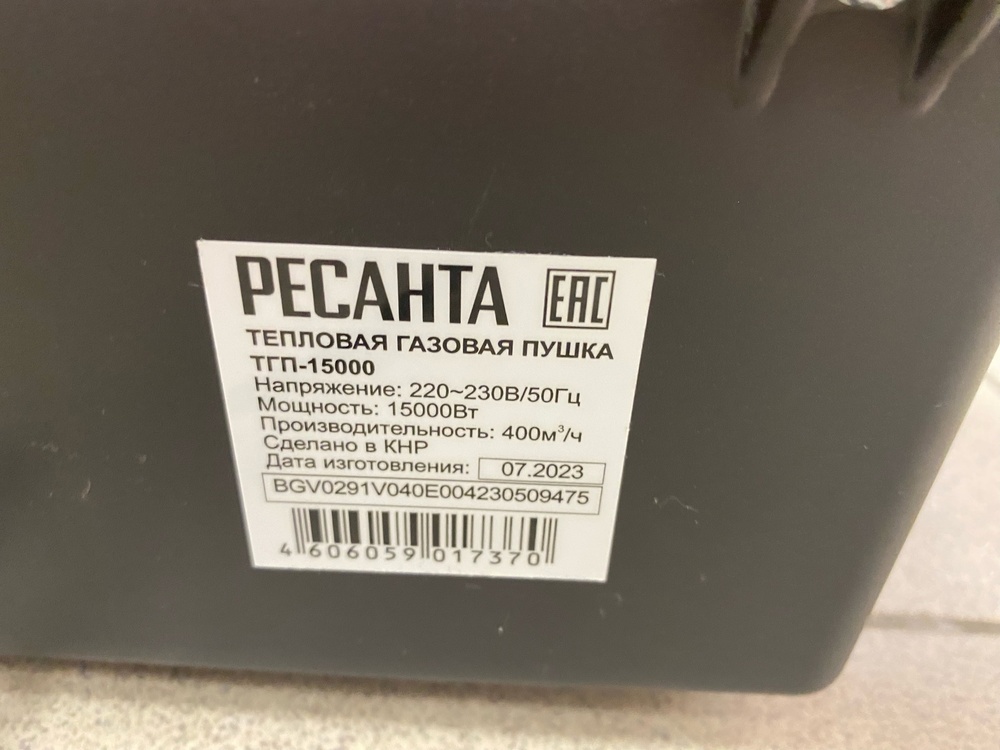 РЕСАНТА EAC
ТЕПЛОВАЯ ГАЗОВАЯ ПУШКА
ТГП-15000
Напряжение: 220~230В/50Гц
Мощность: 15000Вт
Производительность: 400м³/ч
Сделано в КНР
Дата изготовления: 07.2023
BGV0291V040E004230509475
4 606059 017370